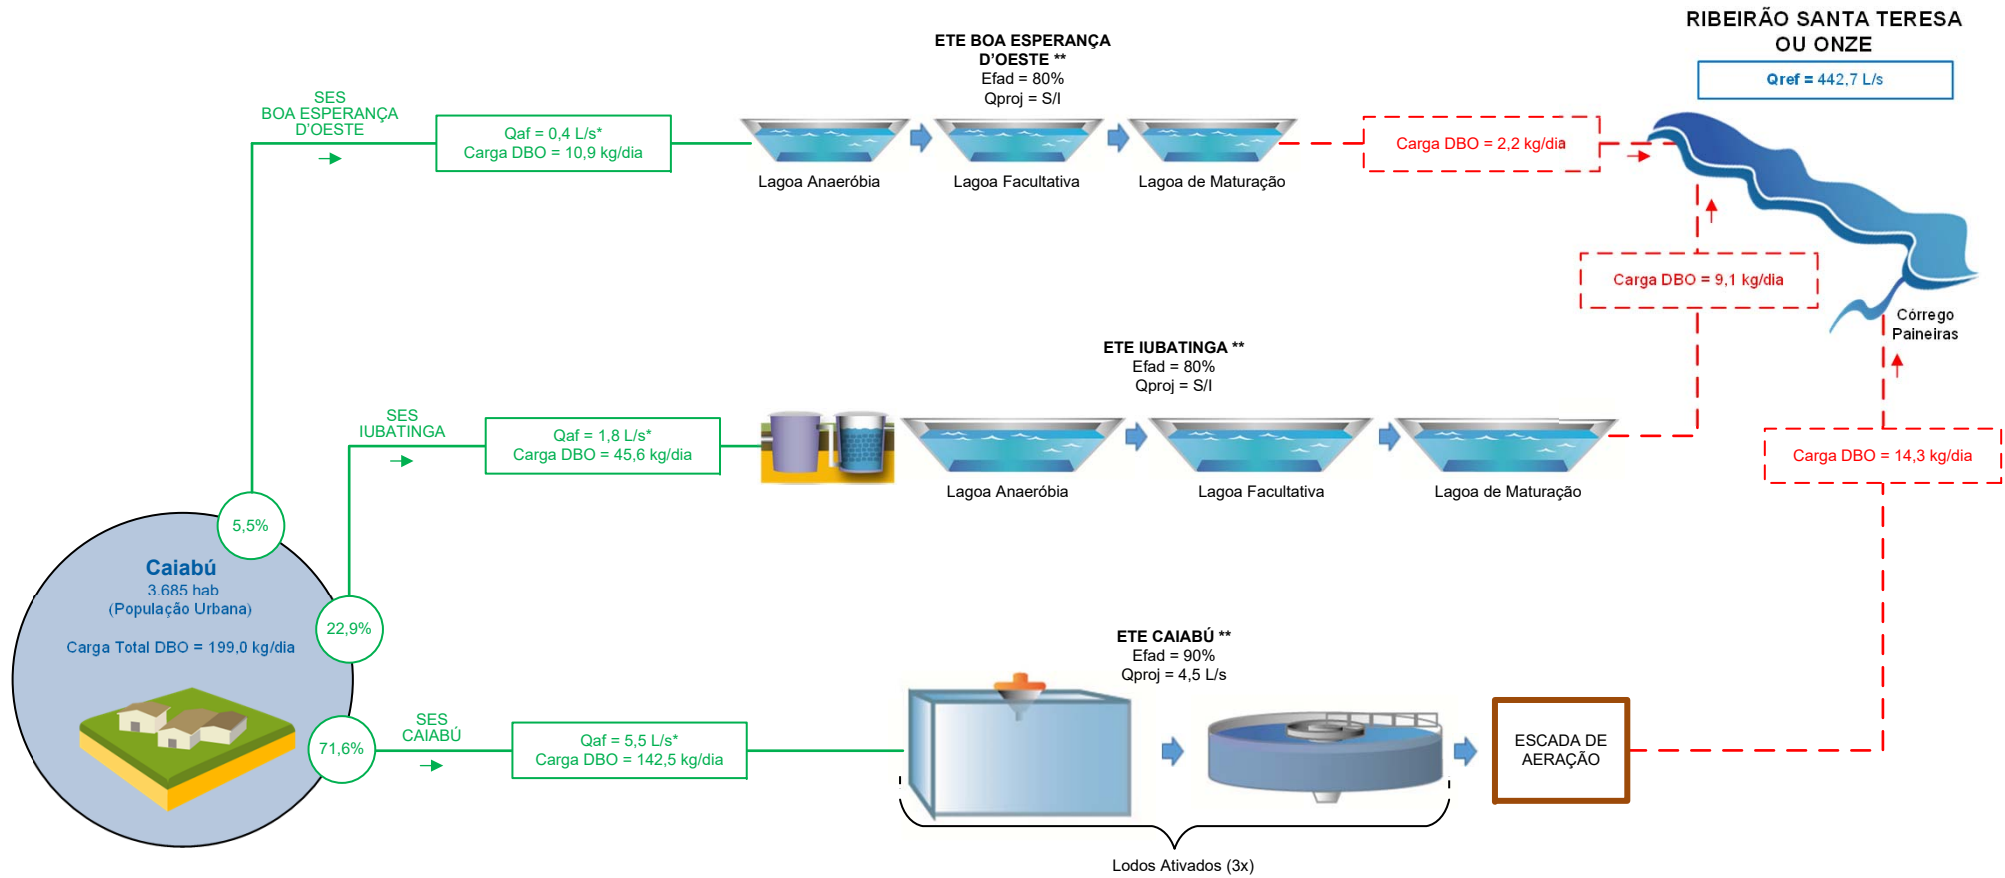 RIBEIRÃO SANTA TERESA
OU ONZE
Qref = 442,7 L/s
ETE BOA ESPERANÇA
D'OESTE **
Efad = 80%
Qproj = S/I
SES
BOA ESPERANÇA
D'OESTE
Qaf = 0,4 L/s*
Carga DBO = 10,9 kg/dia
Lagoa Anaeróbia
Lagoa Facultativa
Lagoa de Maturação
Carga DBO = 2,2 kg/dia
Carga DBO = 9,1 kg/dia
Córrego
Paineiras
ETE IUBATINGA **
Efad = 80%
Qproj = S/I
SES
IUBATINGA
Qaf = 1,8 L/s*
Carga DBO = 45,6 kg/dia
Lagoa Anaeróbia
Lagoa Facultativa
Lagoa de Maturação
Carga DBO = 14,3 kg/dia
5,5%
Caiabú
3.685 hab
(População Urbana)
Carga Total DBO = 199,0 kg/dia
22,9%
71,6%
SES
CAIABÚ
Qaf = 5,5 L/s*
Carga DBO = 142,5 kg/dia
ETE CAIABÚ **
Efad = 90%
Qproj = 4,5 L/s
ESCADA DE
AERAÇÃO
Lodos Ativados (3x)